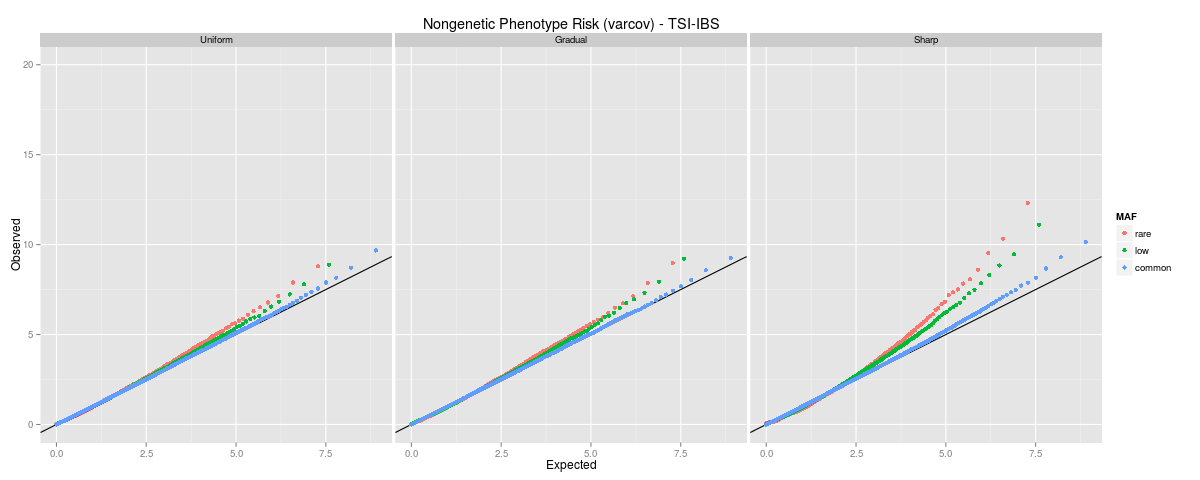 Nongenetic Phenotype Risk (varcov) - TSI-IBS
Uniform Gradual Sharp
20
15
10
5
0
Observed
0.0 2.5 5.0 7.5 0.0 2.5 5.0 7.5 0.0 2.5 5.0 7.5
Expected
MAF
rare
low
common